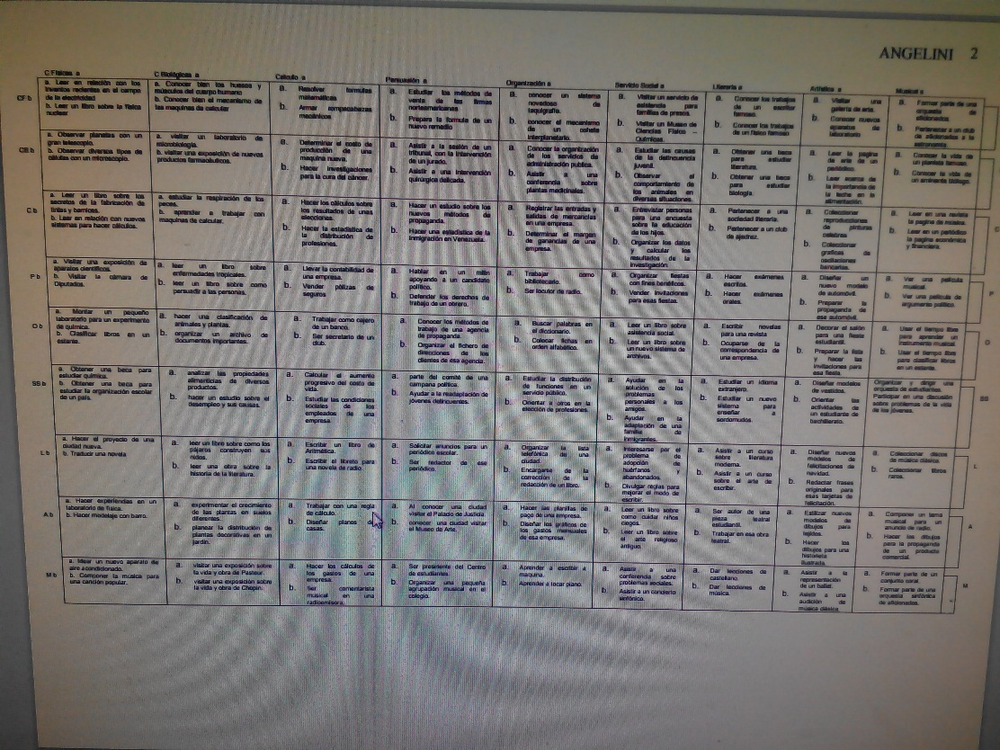 ANGELINI 2
C Físicas a
C Biológicas a
Calculo a
Persuasión a
Organización a
Servicio Social a
Literaria a
Artística a
Musical a
CF b
a. Leer en relación con los
inventos recientes en el campo
de la electricidad
b. Leer un libro sobre la física
nuclear
a. Conocer bien los huesos y
músculos del cuerpo humano
b. Conocer bien el mecanismo de
las maquinas de calcular
a. Resolver formulas
matemáticas
b. Armar rompecabezas
mecánicos
a. Estudiar los métodos de
venta de las firmas
norteamericanas
b. Prepara la formula de un
nuevo remedio
a. conocer un sistema
novedoso de
taquigrafía.
b. conocer el mecanismo
de un cohete
interplanetario.
a. Visitar un servicio de
asistencia para
familias de presos.
b. Visitar un Museo de
Ciencias Físico –
Químicas.
a. Conocer los trabajos
de un escritor
famoso.
b. Conocer los trabajos
de un físico famoso
a. Visitar una
galería de arte.
b. Conocer nuevos
aparatos de
laboratorio
a. Formar parte de una
orquesta de
aficionados.
b. Pertenecer a un club
de aficionados a la
astronomía
CB b
a. Observar planetas con un
gran telescopio.
b. Observar diversos tipos de
células con un microscopio.
a. visitar un laboratorio de
microbiología.
b. visitar una exposición de nuevos
productos farmacéuticos.
a. Determinar el costo de
producción de una
maquina nueva.
b. Hacer investigaciones
para la cura del cáncer.
a. Asistir a la sesión de un
tribunal, con la intervención
de un jurado.
b. Asistir a una intervención
quirúrgica delicada.
a. Conocer la organización
de los servicios de
administración publica.
b. Asistir a una
conferencia sobre
plantas medicinales.
a. Estudiar las causas
de la delincuencia
juvenil.
b. Observar el
comportamiento de
los animales en
diversas situaciones.
a. Obtener una beca
para estudiar
literatura.
b. Obtener una beca
para estudiar
biología.
a. Leer la pagina
de arte de un
periódico.
b. Leer acerca de
la importancia de
la leche en la
alimentación.
a. Conocer la vida de
un pianista famoso.
b. Conocer la vida de
un eminente biólogo.
C b
a. Leer un libro sobre los
secretos de la fabricación de
tintas y barnices.
b. Leer en relación con nuevos
sistemas para hacer cálculos.
a. estudiar la respiración de los
peces.
b. aprender a trabajar con
maquinas de calcular.
a. Hacer los cálculos sobre
los resultados de unas
elecciones.
b. Hacer la estadística de
la distribución de
profesiones.
a. Hacer un estudio sobre el
nuevos métodos de
propaganda.
b. Hacer una estadística de la
inmigración en Venezuela.
a. Registrar las entradas y
salidas de mercancías
en una empresa.
b. Determinar el margen
de ganancias de una
empresa.
a. Entrevistar personas
para una encuesta
sobre la educación
de los hijos.
b. Organizar los datos
y calcular los
resultados de la
investigación.
a. Pertenecer a una
sociedad literaria.
b. Pertenecer a un club
de ajedrez.
a. Coleccionar
reproducciones
de pinturas
celebres
b. Coleccionar
graficas de
oscilaciones
bancarias.
a. Leer en una revista
la pagina de música.
b. Leer en un periódico
la pagina económica
y financiera.
C
P b
a. Visitar una exposición de
aparatos científicos.
b. Visitar la cámara de
Diputados.
a. leer un libro sobre
enfermedades tropicales.
b. leer un libro sobre como
persuadir a las personas.
a. Llevar la contabilidad de
una empresa.
b. Vender pólizas de
seguros
a. Hablar en un mitin
apoyando a un candidato
político.
b. Defender los derechos de
trabajo de un obrero.
a. Trabajar como
bibliotecario.
b. Ser locutor de radio.
a. Organizar fiestas
con fines benéficos.
b. Vender invitaciones
para esas fiestas.
a. Hacer exámenes
escritos.
b. Hacer exámenes
orales.
a. Diseñar un
nuevo modelo
de automóvil.
b. Preparar la
propaganda de
ese automóvil.
a. Ver una película
musical.
b. Ver una película de
argumento político.
P
O b
a. Montar un pequeño
laboratorio para un experimento
de química.
b. Clasificar libros en un
estante.
a. hacer una clasificación de
animales y plantas.
b. organizar un archivo de
documentos importantes.
a. Trabajar como cajero
de un banco.
b. Ser secretario de un
club.
a. Conocer los métodos de
trabajo de una agencia
de propaganda.
b. Organizar el fichero de
direcciones de los
clientes de esa agencia.
a. Buscar palabras en
el diccionario.
b. Colocar fichas en
orden alfabético.
a. Leer un libro sobre
asistencia social.
b. Leer un libro sobre
un nuevo sistema de
archivos.
a. Escribir novelas
para una revista
b. Ocuparse de la
correspondencia de
una empresa.
a. Decorar el salón
para una fiesta
estudiantil.
b. Preparar la lista
y hacer las
invitaciones para
esa fiesta.
a. Usar el tiempo libre
para aprender un
instrumento musical
b. Usar el tiempo libre
para clasificar libros
en un estante.
O
SS b
a. Obtener una beca para
estudiar química.
b. Obtener una beca para
estudiar la organización escolar
de un país.
a. analizar las propiedades
alimenticias de diversos
productos.
b. hacer un estudio sobre el
desempleo y sus causas.
a. Calcular el aumento
progresivo del costo de
vida.
b. Estudiar las condiciones
sociales de los
empleados de una
empresa
a. parte del comité de una
campaña política
b. Ayudar a la readaptación de
jóvenes delincuentes.
a. Estudiar la distribución
de funciones en un
servicio público.
b. Orientar a otros en la
elección de profesiones.
a. Ayudar en la
solución de los
problemas
personales a los
amigos.
b. Ayudar en la
adaptación de una
familia de
inmigrantes.
a. Estudiar un idioma
extranjero.
b. Estudiar un nuevo
sistema para
enseñar a
sordomudos.
a. Diseñar modelos
de vestidos.
b. Orientar las
actividades de
un estudiante de
bachillerato.
Organizar y dirigir una
orquesta de estudiantes.
Participar en una discusión
sobre problemas de la vida
de los jóvenes.
SS
L b
a. Hacer el proyecto de una
ciudad nueva.
b. Traducir una novela
a. leer un libro sobre como los
pájaros construyen sus
nidos.
b. leer una obra sobre la
historia de la literatura.
a. Escribir un libro de
Aritmética.
b. Escribir el libreto para
una novela de radio
a. Solicitar anuncios para un
periódico escolar.
b. Ser redactor de ese
periódico.
a. Organizar la lista
telefónica de una
ciudad.
b. Encargarse de la
corrección de la
redacción de un libro.
a. Interesarse por el
problema de
adopción de
huérfanos y
abandonados.
b. Divulgar reglas para
mejorar el modo de
escribir.
a. Asistir a un curso
sobre literatura
moderna.
b. Asistir a un curso
sobre el arte de
escribir.
a. Diseñar nuevos
modelos de
felicitaciones de
navidad.
b. Redactar frases
originales para
esas tarjetas de
felicitación.
a. Coleccionar discos
de música clásica.
b. Coleccionar libros
raros.
L
A b
a. Hacer experiencias en un
laboratorio de física.
b. Hacer modelaje con barro.
a. experimentar el crecimiento
de las plantas en suelos
diferentes.
b. planear la distribución de
plantas decorativas en un
jardín.
a. Trabajar con una regla
de cálculo.
b. Diseñar planos de
casas.
a. Al conocer una ciudad
visitar el Palacio de Justicia
b. conocer una ciudad visitar
el Museo de Arte.
a. Hacer las planillas de
pago de una empresa.
b. Diseñar los gráficos de
los gastos mensuales
de esa empresa.
a. Leer un libro sobre
como cuidar niños
ciegos.
b. Leer un libro sobre
el arte religioso
antiguo.
a. Ser autor de una
pieza teatral
estudiantil.
b. Trabajar en esa obra
teatral.
a. Estilizar nuevos
modelos de
dibujos para
tejidos.
b. Hacer los
dibujos para una
historieta
ilustrada.
a. Componer un tema
musical para un
anuncio de radio.
b. Hacer los dibujos
para la propaganda
de un producto
comercial.
A
M b
a. Idear un nuevo aparato de
aire acondicionado.
b. Componer la música para
una canción popular.
a. visitar una exposición sobre
la vida y obra de Pasteur.
b. visitar una exposición sobre
la vida y obra de Chopin.
a. Hacer los cálculos de
los gastos de una
empresa.
b. Ser comentarista
musical en una
radioemisora.
a. Ser presidente del Centro
de estudiantes.
b. Organizar una pequeña
agrupación musical en el
colegio.
a. Aprender a escribir a
maquina.
b. Aprender a tocar piano.
a. Asistir a una
conferencia sobre
problemas sociales.
b. Asistir a un concierto
sinfónico.
a. Dar lecciones de
castellano.
b. Dar lecciones de
música.
a. Asistir a la
representación
de un ballet.
b. Asistir a una
audición de
música clásica.
a. Formar parte de un
conjunto coral.
b. Formar parte de una
orquesta sinfónica
de aficionados.
M